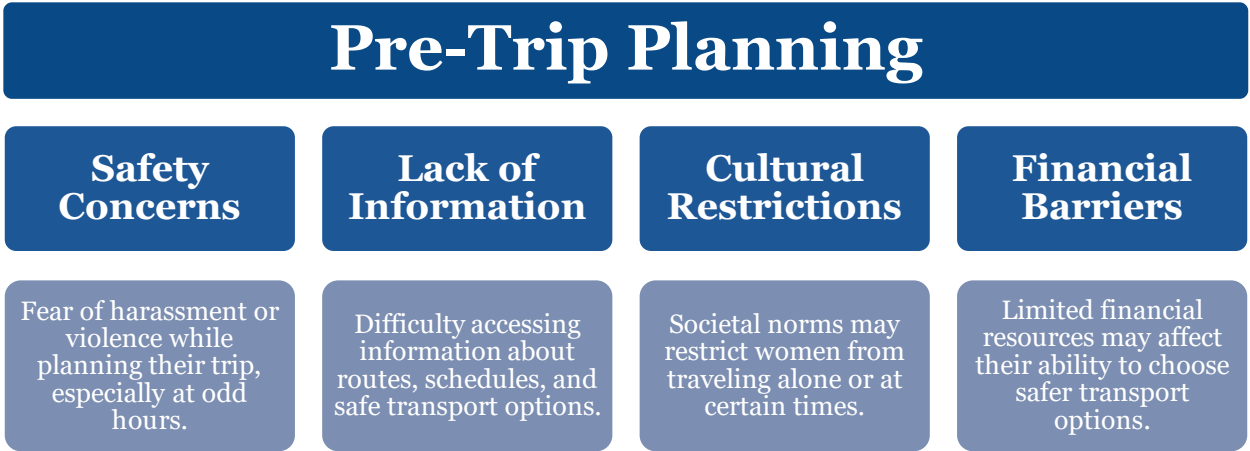 Pre-Trip Planning
Safety
Concerns
Lack of
Information
Cultural
Restrictions
Financial
Barriers
Fear of harassment or
violence while
planning their trip,
especially at odd
hours.
Difficulty accessing
information about
routes, schedules, and
safe transport options.
Societal norms may
restrict women from
traveling alone or at
certain times.
Limited financial
resources may affect
their ability to choose
safer transport
options.